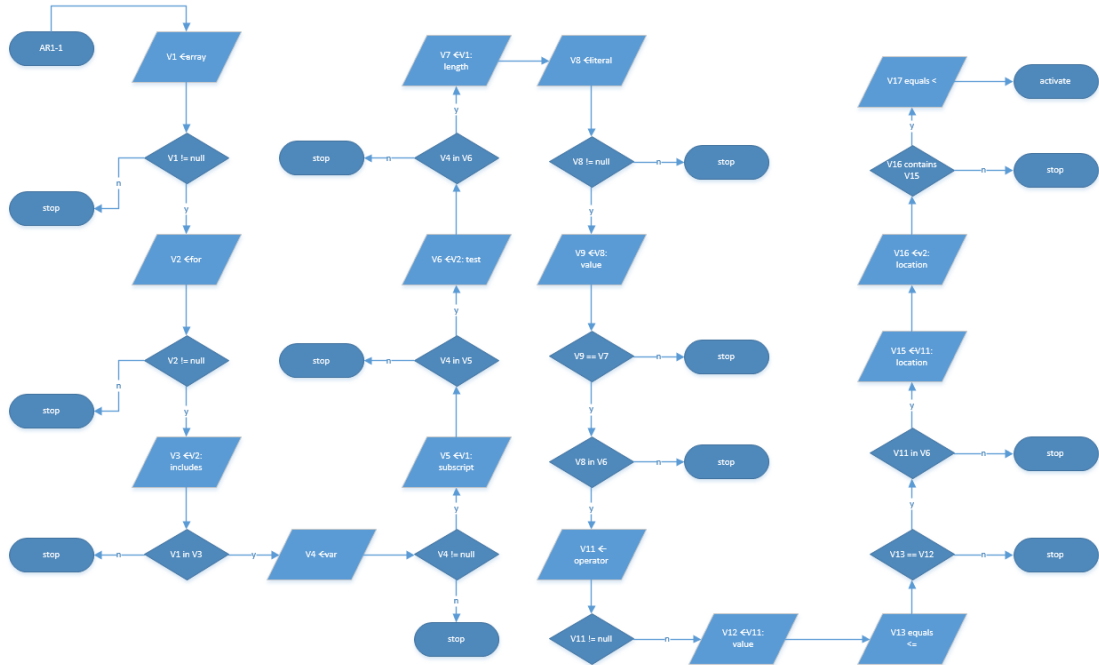 AR1-1
V1 ←array
V1 != null
n
stop
y
V2 ←for
V2 != null
n
stop
y
V3 ←V2:
includes
V1 in V3
n
stop
y
V4 ←var
V4 != null
n
stop
y
V5 ←V1:
subscript
V4 in V5
n
stop
y
V6 ←V2: test
V4 in V6
n
stop
y
V7 ←V1:
length
V8 ←literal
V8 != null
n
stop
y
V9 ←V8:
value
V9 == V7
n
stop
y
V8 in V6
n
stop
y
V11 ←
operator
V11 != null
n
V12 ←V11:
value
V13 equals
<=
V13 == V12
n
stop
y
V11 in V6
n
stop
y
V15 ←V11:
location
V16 ←v2:
location
V16 contains
V15
n
stop
y
V17 equals <
activate